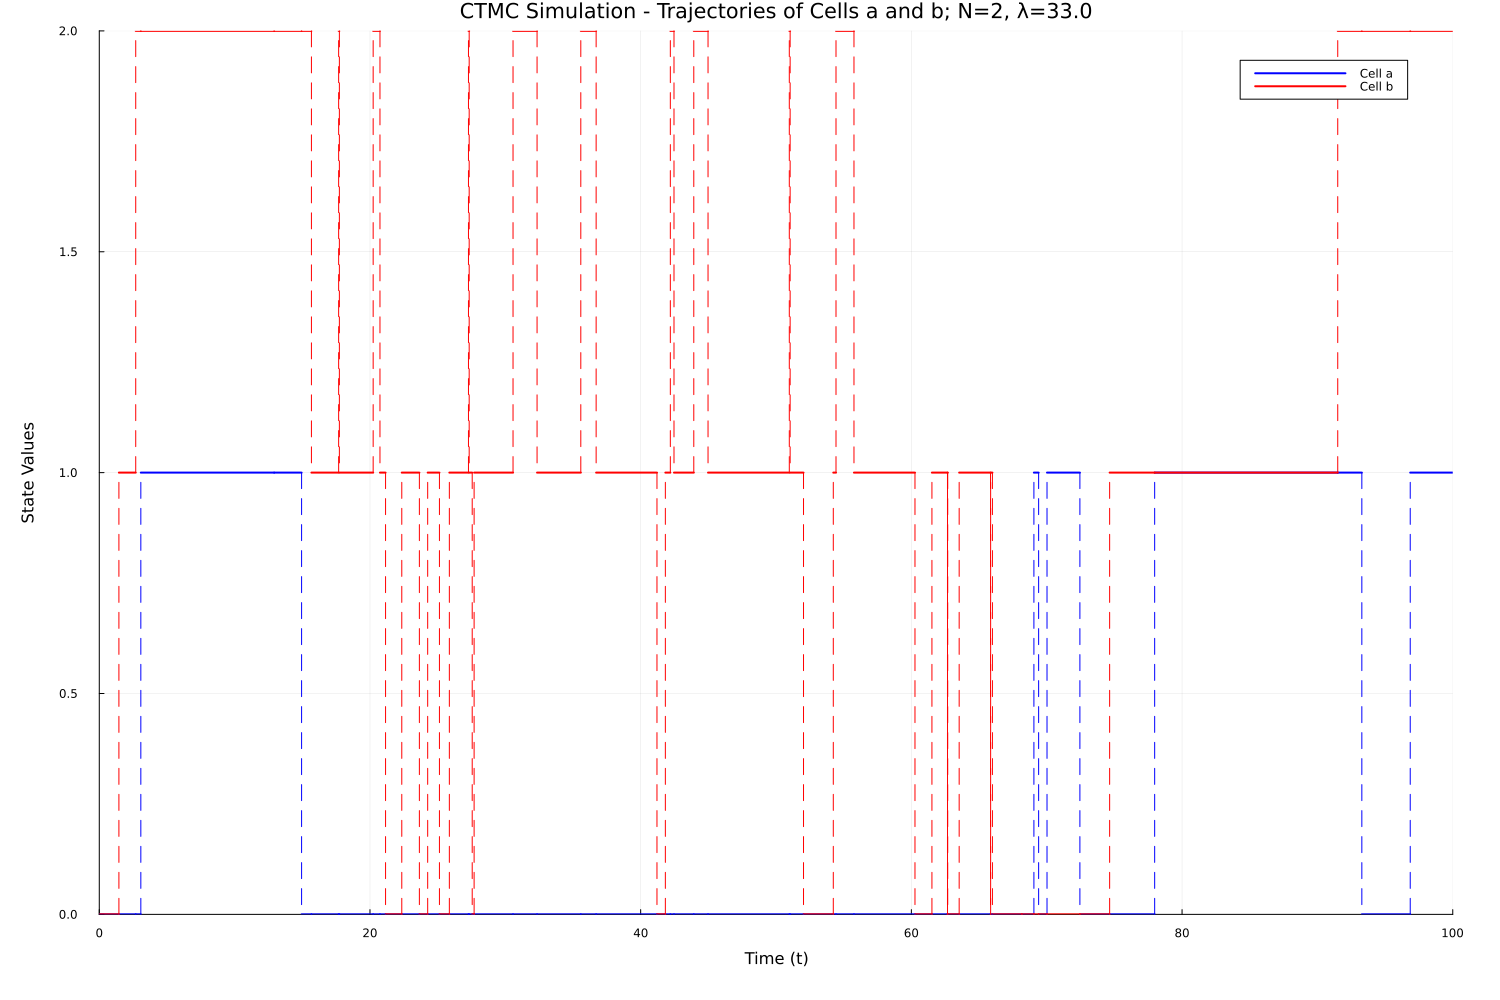 CTMC Simulation - Trajectories of Cells a and b; N=2, λ=33.0
2.0
Cell a
Cell b
1.5
1.0
State Values
0.5
0.0
0 20 40 60 80 100
Time (t)